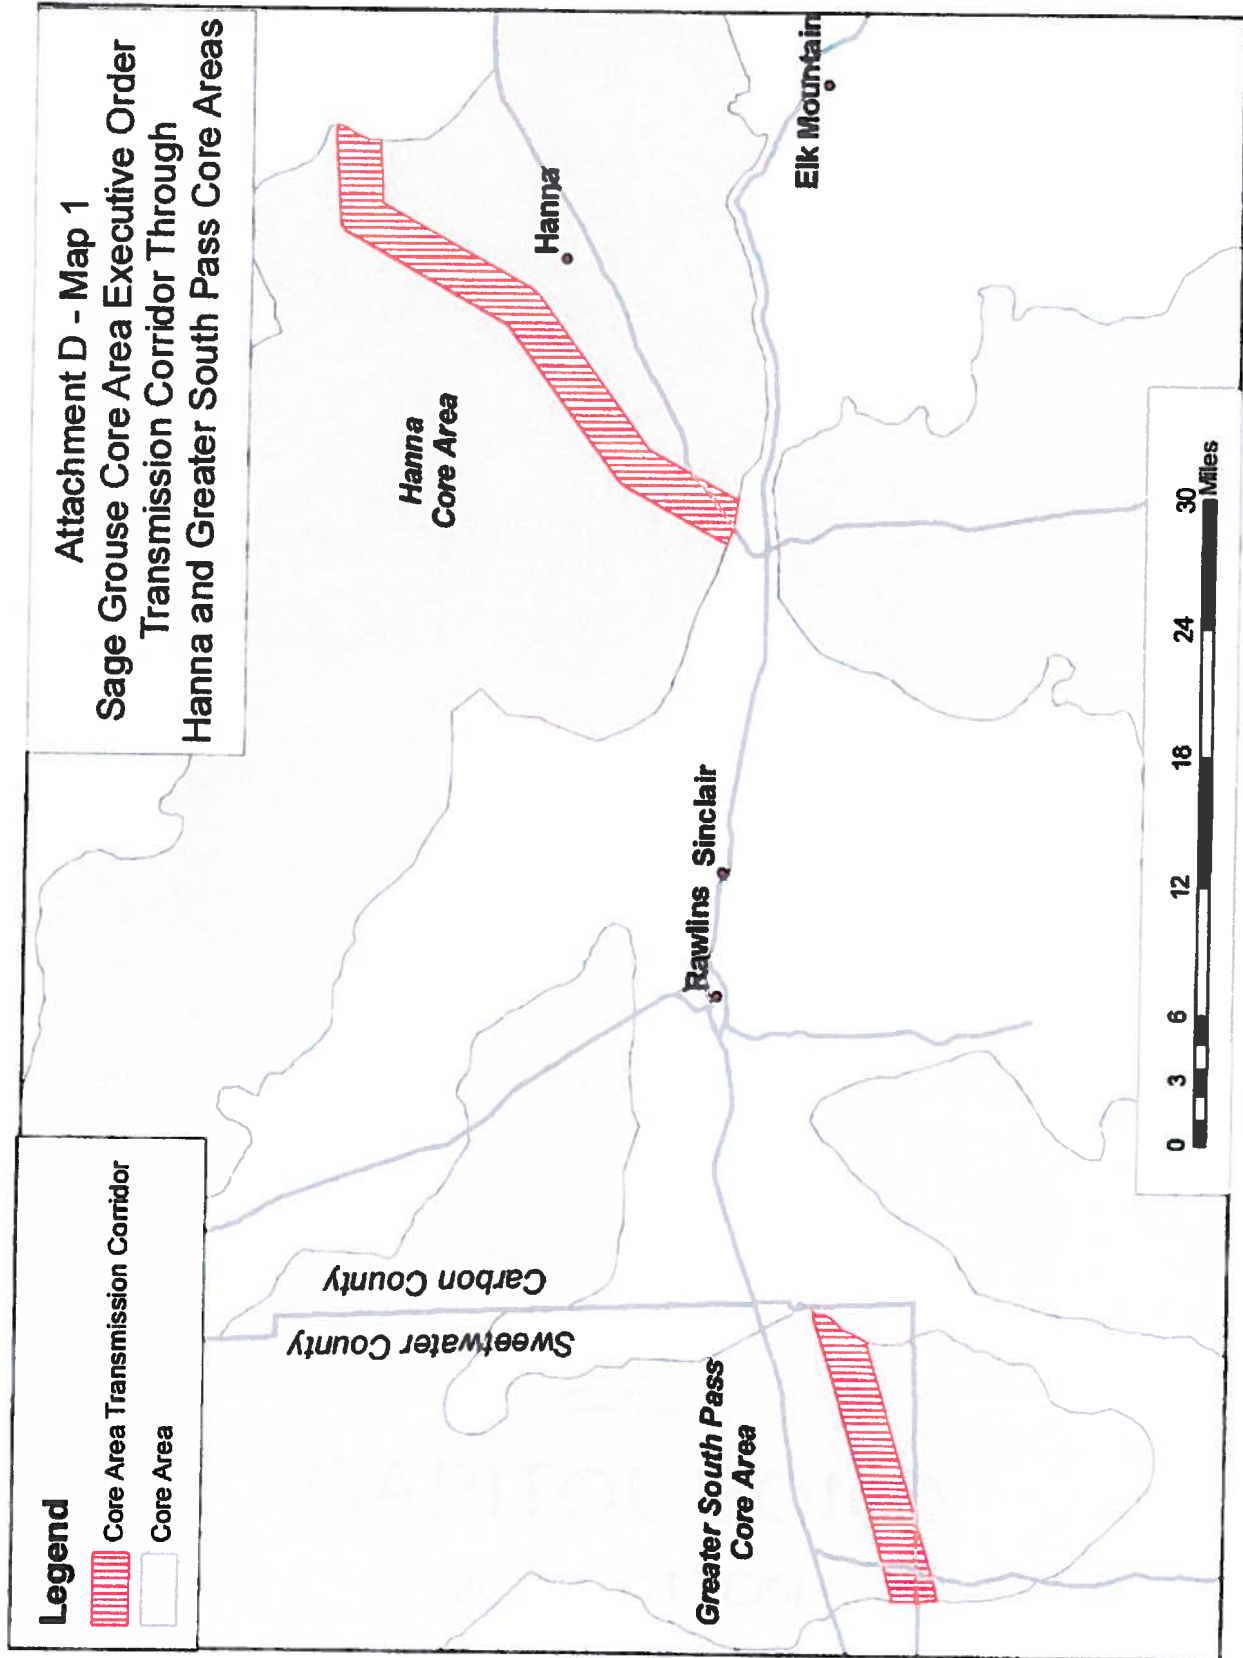 Attachment D - Map 1
Sage Grouse Core Area Executive Order
Transmission Corridor Through
Hanna and Greater South Pass Core Areas
Legend
Core Area Transmission Corridor
Core Area
Hanna
Core Area
Hanna
Elk Mountain
Rawlins
Sinclair
Carbon County
Sweetwater County
Greater South Pass
Core Area
0 3 6 12 18 24 30
Miles